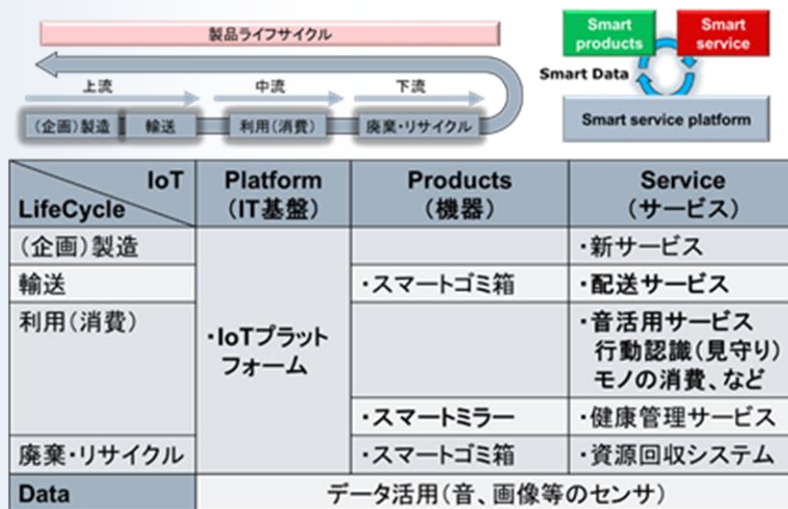 製品ライフサイクル
上流
中流
下流
(企画)製造
輸送
利用(消費)
廃棄・リサイクル
Smart
products
Smart
service
Smart Data
Smart service platform
IoT
LifeCycle
Platform
(IT基盤)
Products
(機器)
Service
(サービス)
(企画)製造
・新サービス
輸送
・スマートゴミ箱
・配送サービス
利用(消費)
・IoTプラット
フォーム
・音活用サービス
行動認識(見守り)
モノの消費、など
・スマートミラー
・健康管理サービス
廃棄・リサイクル
・スマートゴミ箱
・資源回収システム
Data
データ活用(音、画像等のセンサ)